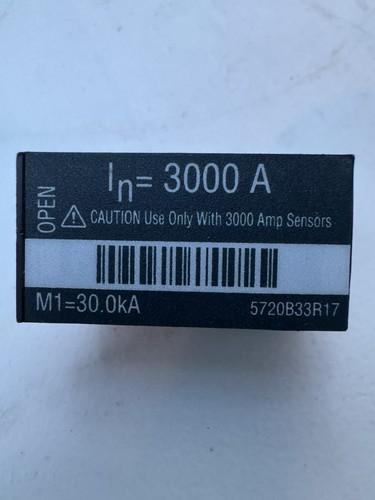 OPEN
In= 3000 A
⚠ CAUTION Use Only With 3000 Amp Sensors
M1=30.0kA
5720B33R17